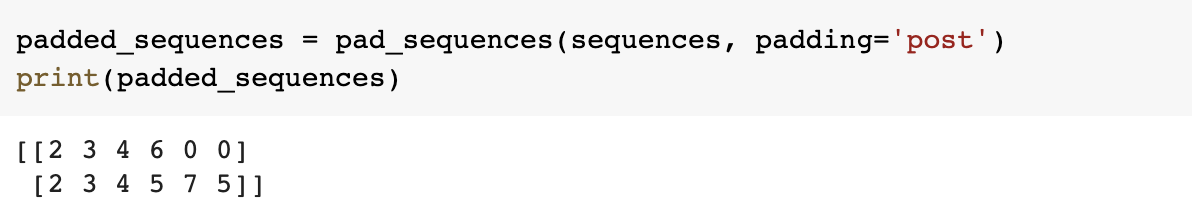 padded_sequences = pad_sequences(sequences, padding='post')
print(padded_sequences)
[[2 3 4 6 0 0]
 [2 3 4 5 7 5]]